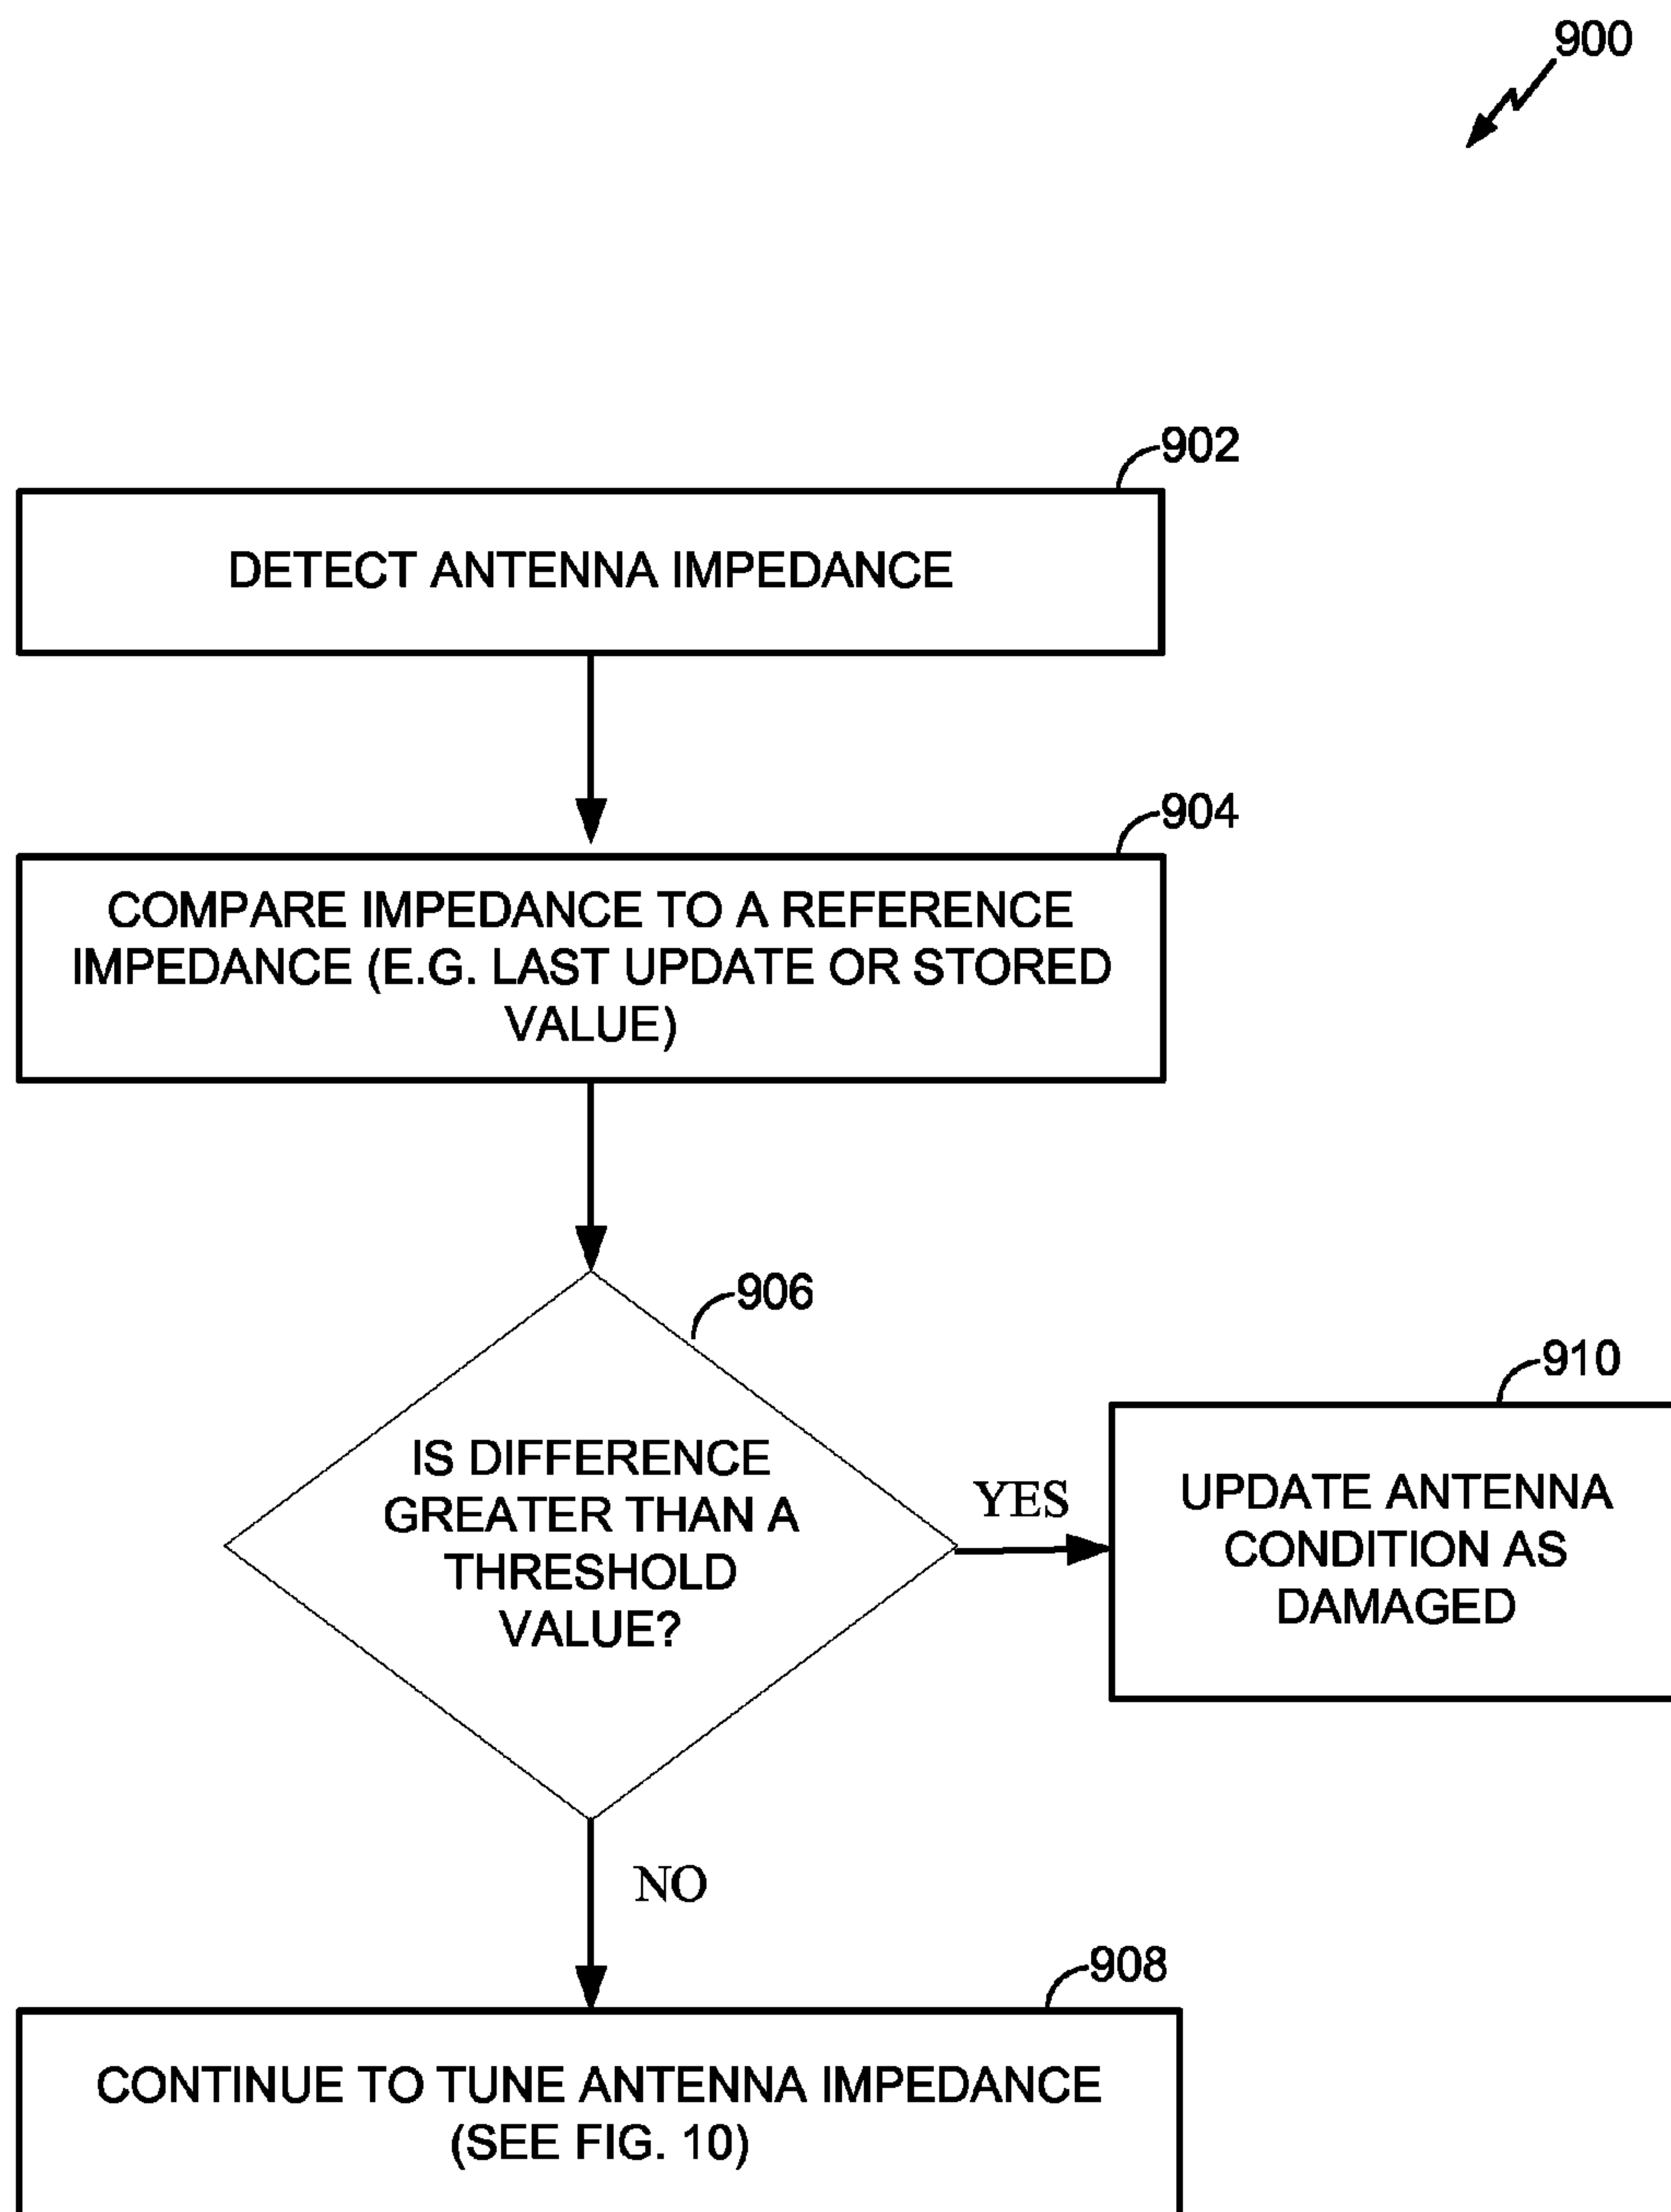 900
902
DETECT ANTENNA IMPEDANCE
904
COMPARE IMPEDANCE TO A REFERENCE
IMPEDANCE (E.G. LAST UPDATE OR STORED
VALUE)
906
IS DIFFERENCE
GREATER THAN A
THRESHOLD
VALUE?
YES
910
UPDATE ANTENNA
CONDITION AS
DAMAGED
NO
908
CONTINUE TO TUNE ANTENNA IMPEDANCE
(SEE FIG. 10)